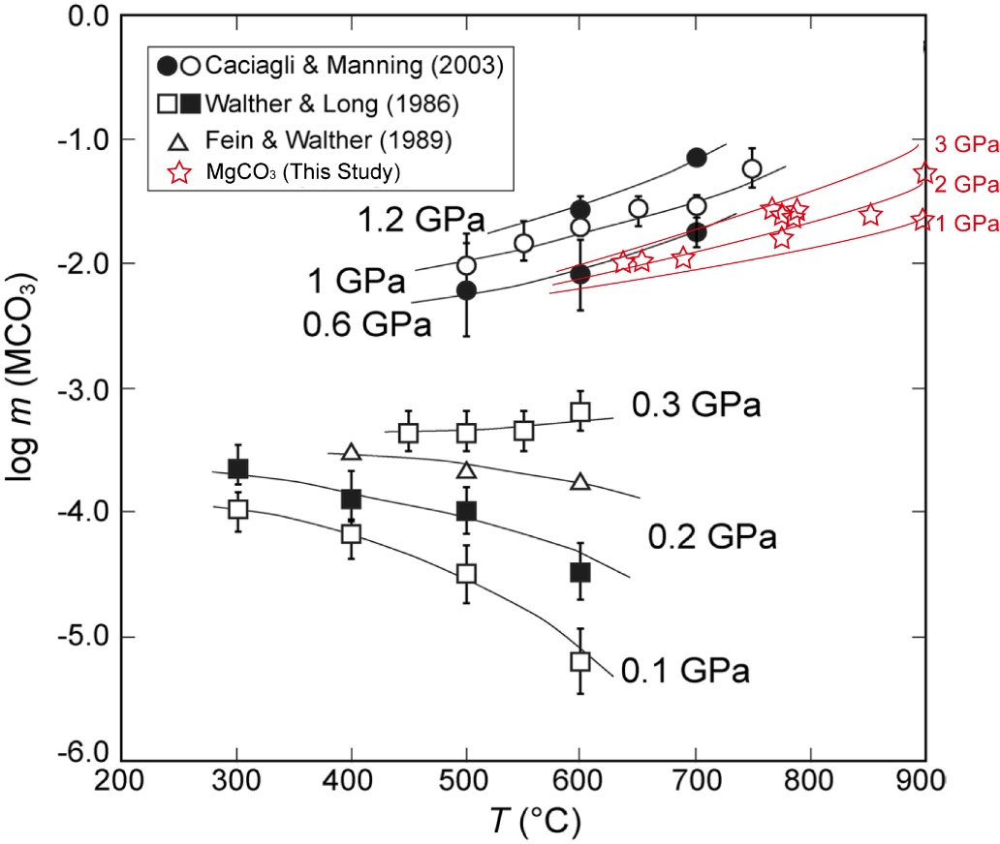 0.0
-1.0
-2.0
-3.0
-4.0
-5.0
-6.0
log m (MCO₃)
Caciagli & Manning (2003)
Walther & Long (1986)
Fein & Walther (1989)
MgCO₃ (This Study)
1.2 GPa
1 GPa
0.6 GPa
3 GPa
2 GPa
1 GPa
0.3 GPa
0.2 GPa
0.1 GPa
200 300 400 500 600 700 800 900
T (°C)